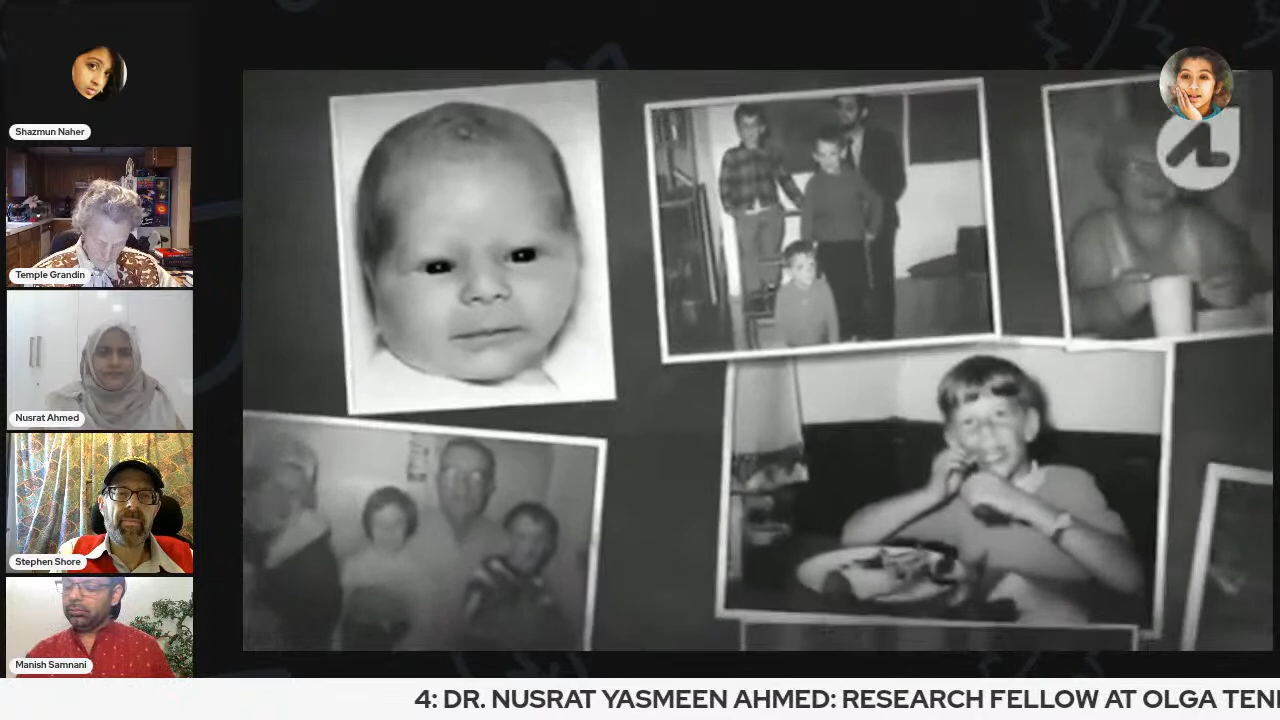 Shazmun Naher
Temple Grandin
Nusrat Ahmed
Stephen Shore
Manish Samnani
4: DR. NUSRAT YASMEEN AHMED: RESEARCH FELLOW AT OLGA TEN